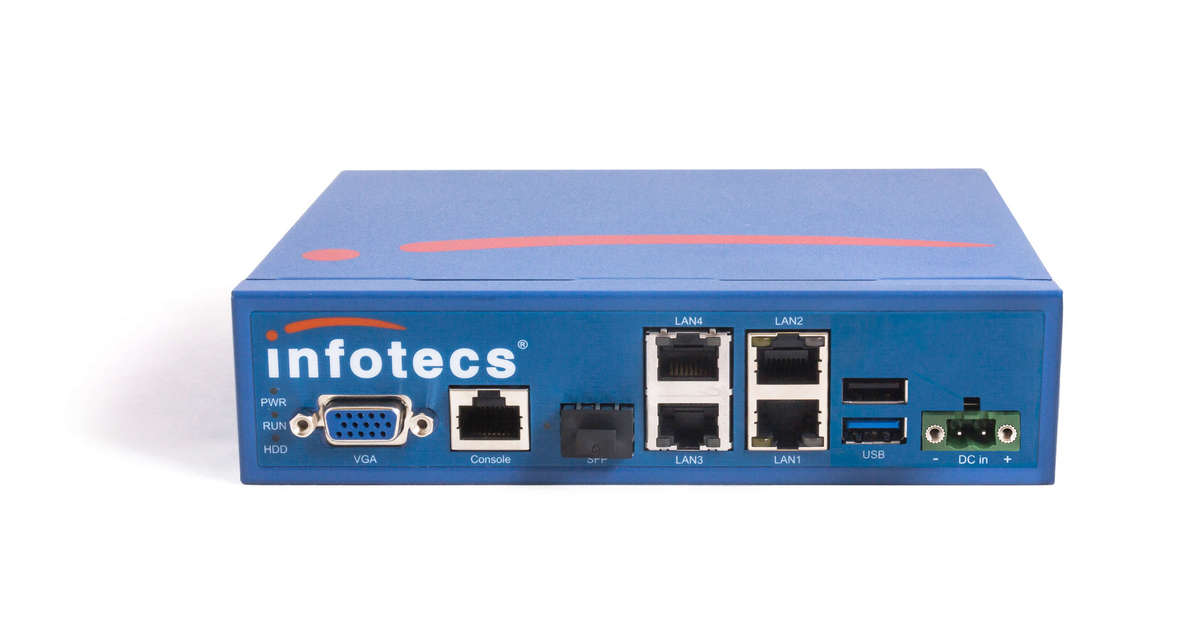 infotecs®
PWR
RUN
HDD
VGA
Console
SFP
LAN4
LAN3
LAN2
LAN1
USB
- DC in +